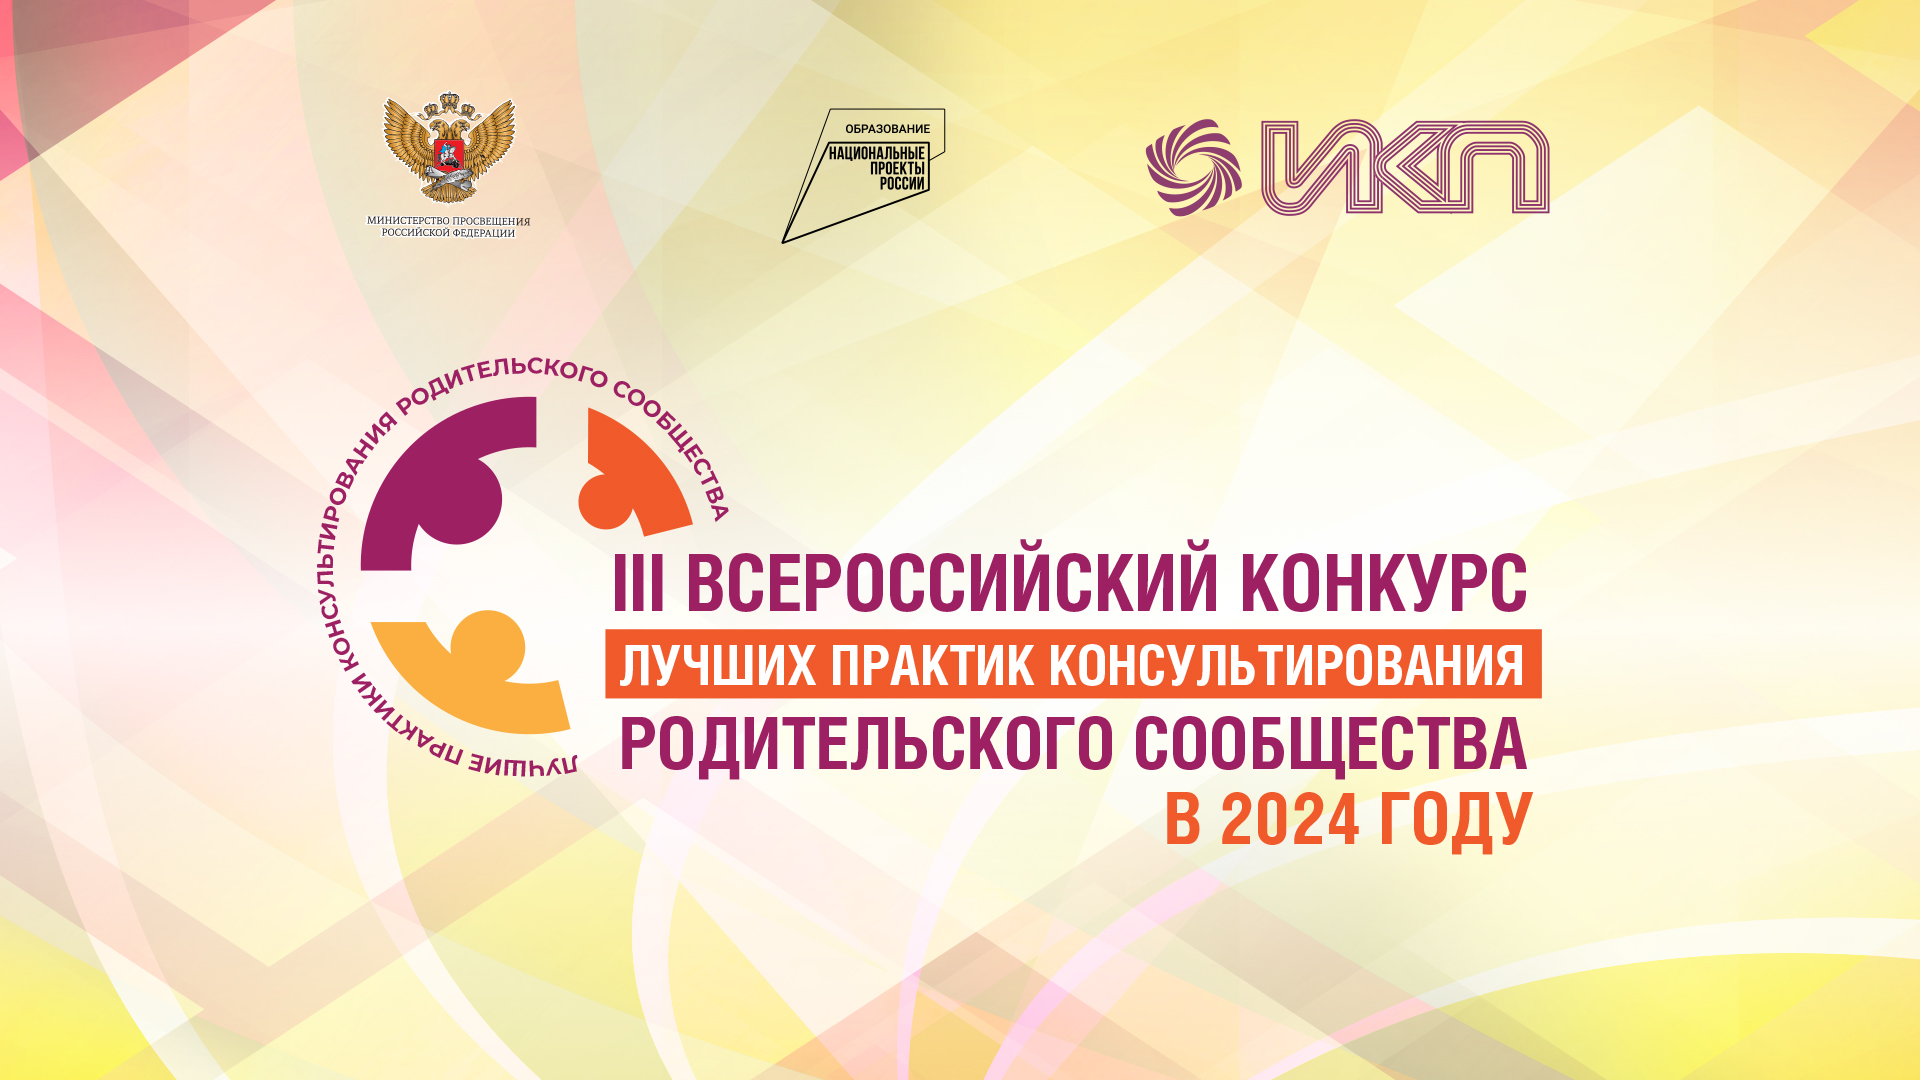 МИНИСТЕРСТВО ПРОСВЕЩЕНИЯ
РОССИЙСКОЙ ФЕДЕРАЦИИ
ОБРАЗОВАНИЕ
НАЦИОНАЛЬНЫЕ
ПРОЕКТЫ
РОССИИ
ИКП
ЛУЧШИЕ ПРАКТИКИ КОНСУЛЬТИРОВАНИЯ РОДИТЕЛЬСКОГО СООБЩЕСТВА
III ВСЕРОССИЙСКИЙ КОНКУРС
ЛУЧШИХ ПРАКТИК КОНСУЛЬТИРОВАНИЯ
РОДИТЕЛЬСКОГО СООБЩЕСТВА
В 2024 ГОДУ